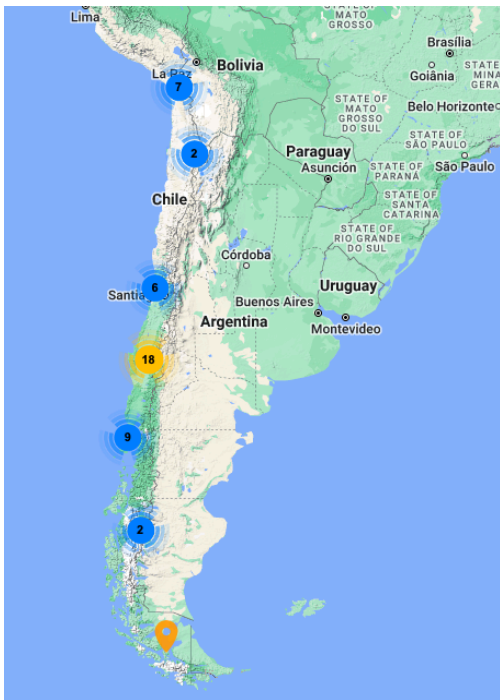 STATE OF
MATO
GROSSO
Lima
Brasília
Bolivia
Goiânia
La Paz
7
STATE OF
MATO
GROSSO
DO SUL
Belo Horizonte
2
STATE OF
SÃO PAULO
Paraguay
Asunción
STATE OF
PARANÁ
São Paulo
Chile
STATE OF
SANTA
CATARINA
STATE OF
RIO GRANDE
DO SUL
Córdoba
6
Uruguay
Buenos Aires
Argentina
Montevideo
18
9
2